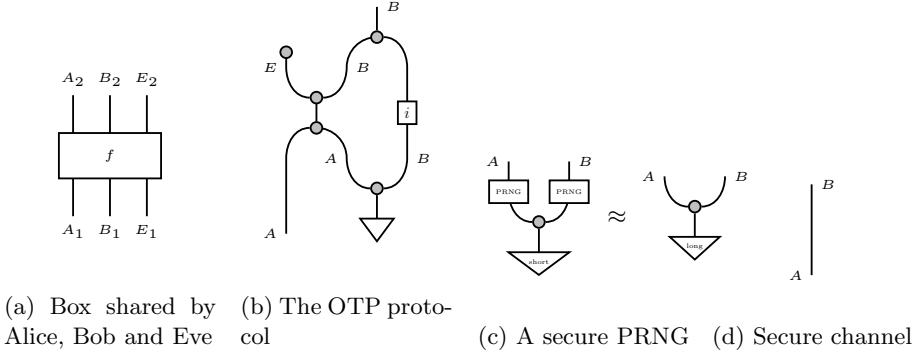 A2 B2 E2
f
A1 B1 E1
(a) Box shared by
Alice, Bob and Eve
B
E
B
i
A
B
A
(b) The OTP proto-
col
A
B
PRNG
PRNG
short
≈
A
B
long
(c) A secure PRNG
B
A
(d) Secure channel